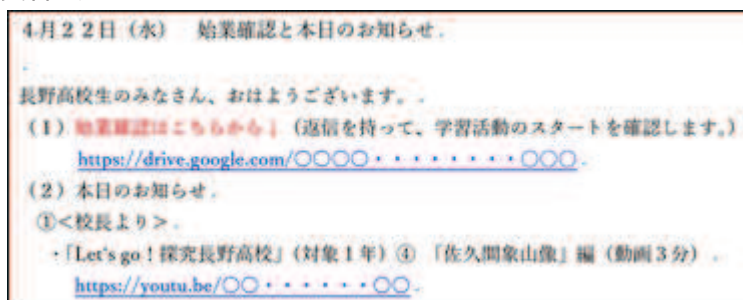 4月22日（水）　始業確認と本日のお知らせ
長野高校生のみなさん、おはようございます。
（1）始業確認はこちらから↓（返信を持って、学習活動のスタートを確認します。）
https://drive.google.com/○○○○・・・・・・・・○○○
（2）本日のお知らせ
①＜校長より＞
・「Let's go！探究長野高校」（対象1年）④　「佐久間象山像」編（動画3分）
https://youtu.be/○○・・・・・・○○